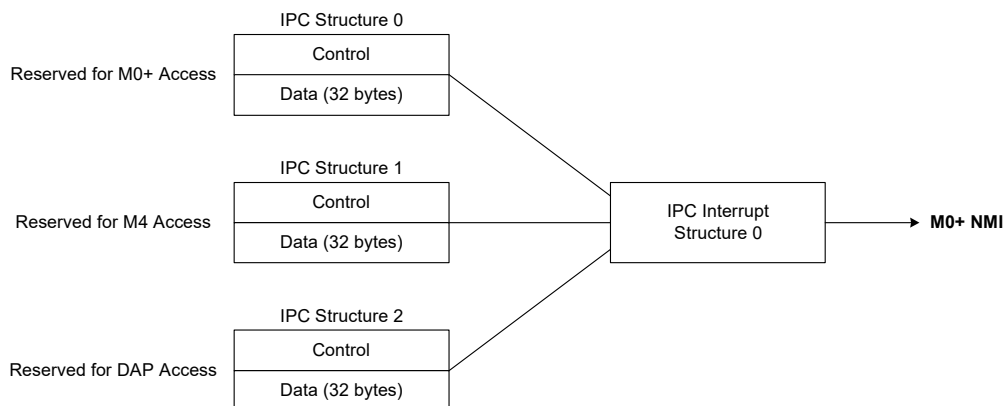 IPC Structure 0
Control
Reserved for M0+ Access
Data (32 bytes)
IPC Structure 1
Control
Reserved for M4 Access
Data (32 bytes)
IPC Interrupt
Structure 0
M0+ NMI
IPC Structure 2
Control
Reserved for DAP Access
Data (32 bytes)